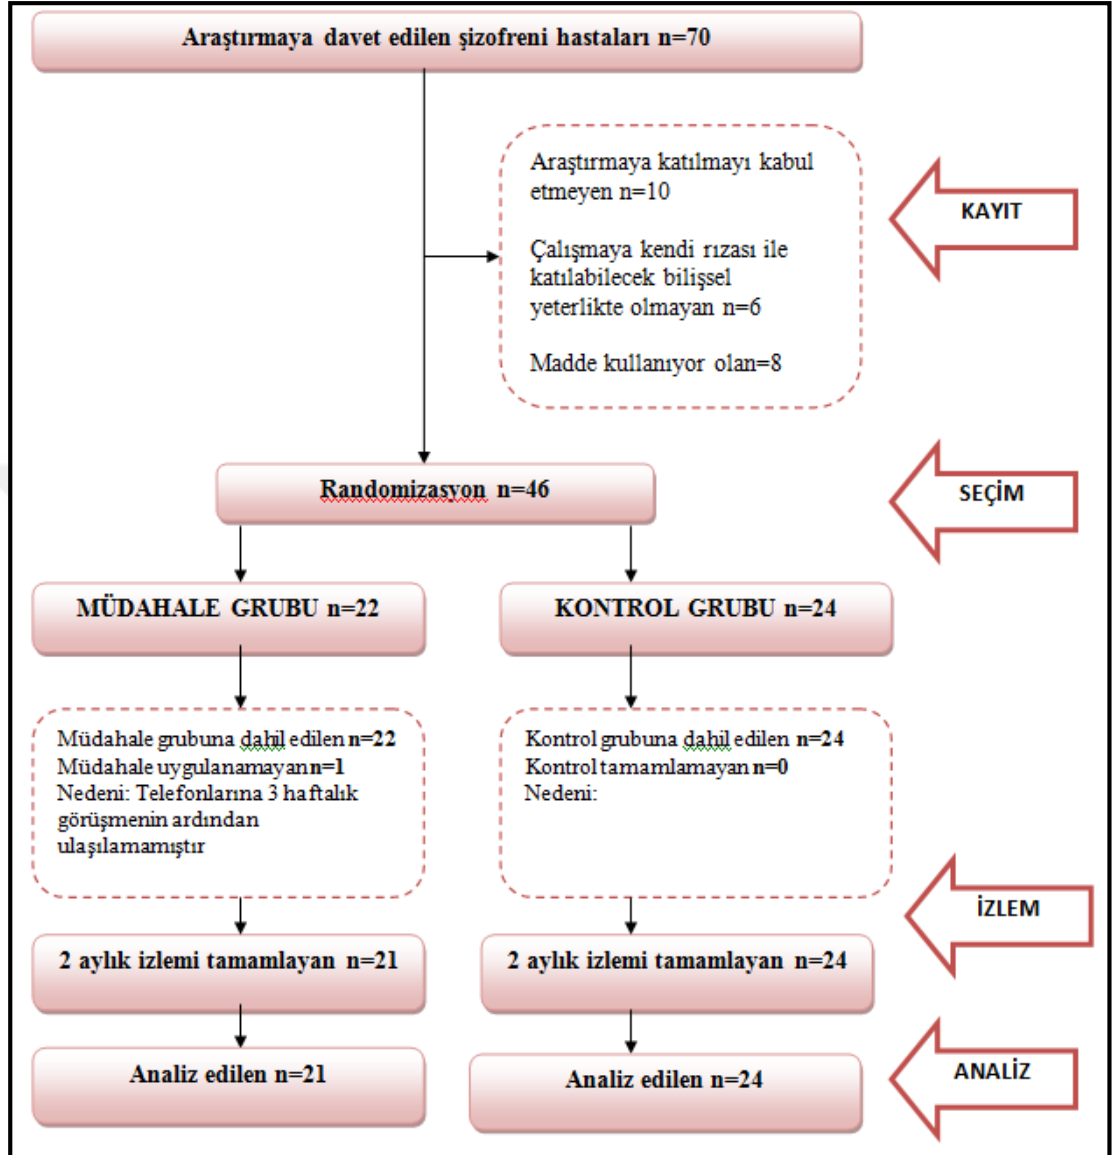 Araştırmaya davet edilen şizofreni hastaları n=70
Araştırmaya katılmayı kabul
etmeyen n=10
Çalışmaya kendi rızası ile
katılabilecek bilişsel
yeterlikte olmayan n=6
Madde kullanıyor olan=8
KAYIT
Randomizasyon n=46
SEÇİM
MÜDAHALE GRUBU n=22
KONTROL GRUBU n=24
Müdahale grubuna dahil edilen n=22
Müdahale uygulanamayan n=1
Nedeni: Telefonlarına 3 haftalık
görüşmenin ardından
ulaşılamamıştır
Kontrol grubuna dahil edilen n=24
Kontrol tamamlamayan n=0
Nedeni:
İZLEM
2 aylık izlemi tamamlayan n=21
2 aylık izlemi tamamlayan n=24
Analiz edilen n=21
Analiz edilen n=24
ANALİZ